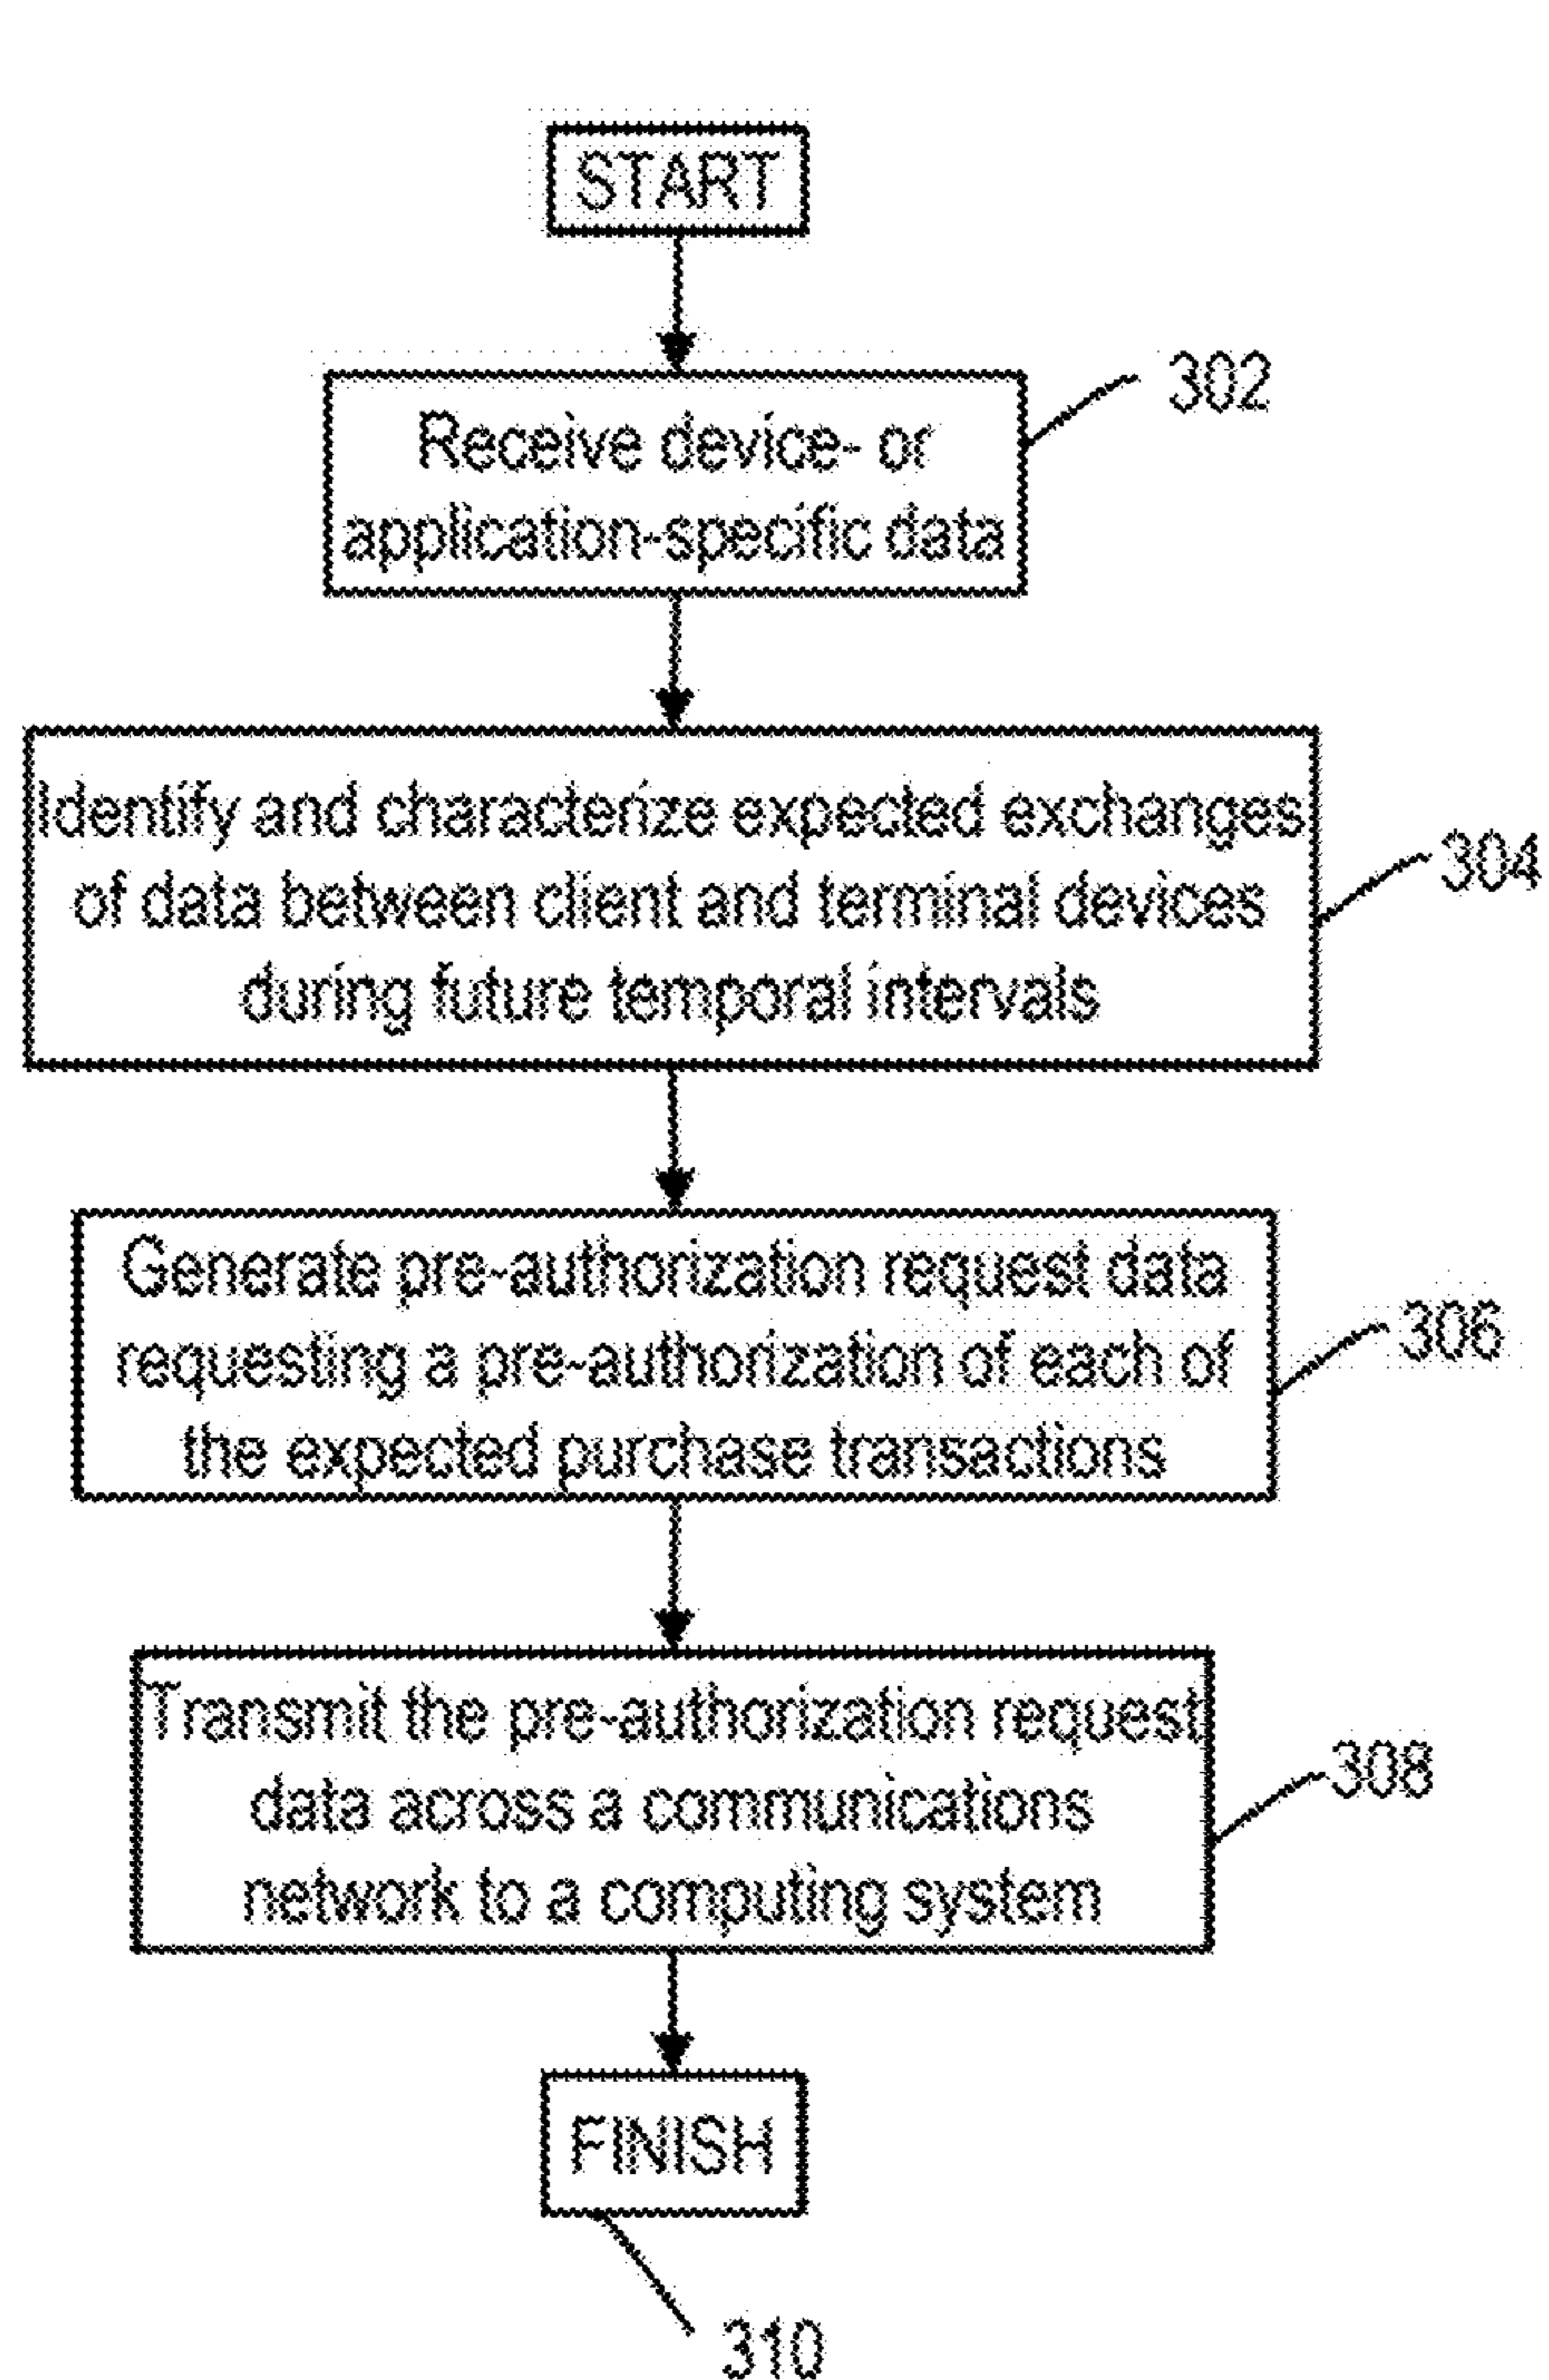 START
Receive device- or
application-specific data
302
Identify and characterize expected exchanges
of data between client and terminal devices
during future temporal intervals
304
Generate pre-authorization request data
requesting a pre-authorization of each of
the expected purchase transactions
306
Transmit the pre-authorization request
data across a communications
network to a computing system
308
FINISH
310